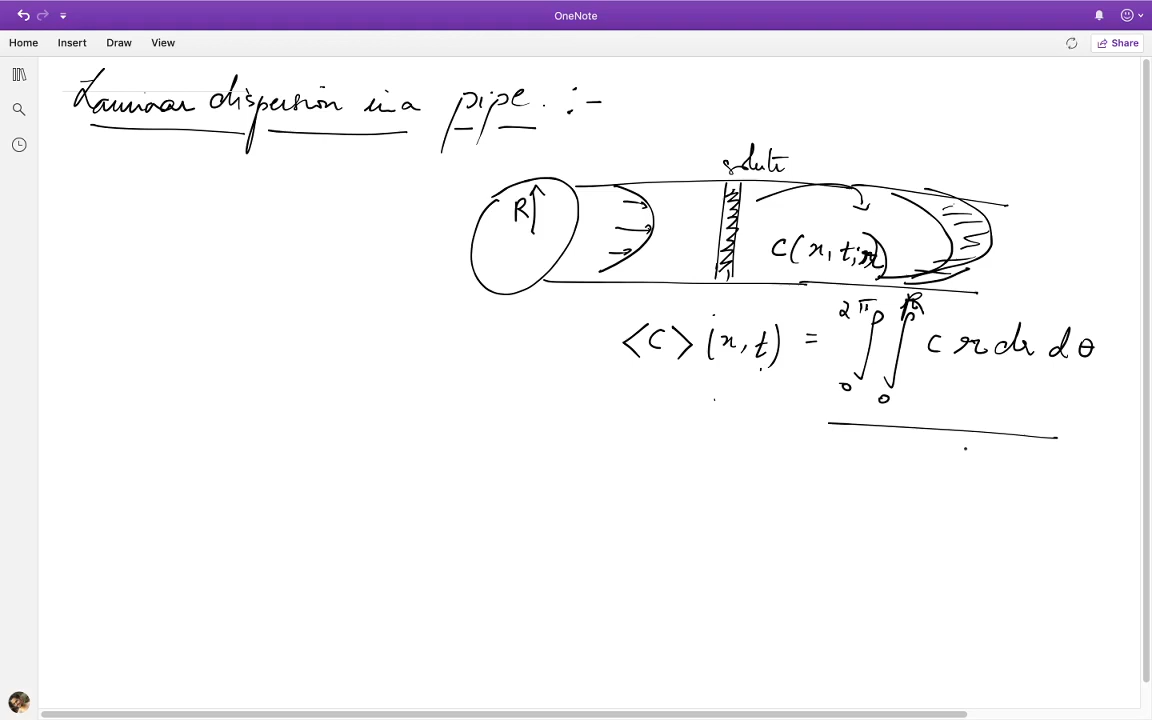 OneNote
Home Insert Draw View Share
Laminar dispersion in a pipe :-
solute
R
C(x, t, r)
<C> (x, t) = ∫₀^2π ∫₀^R c r dr dθ